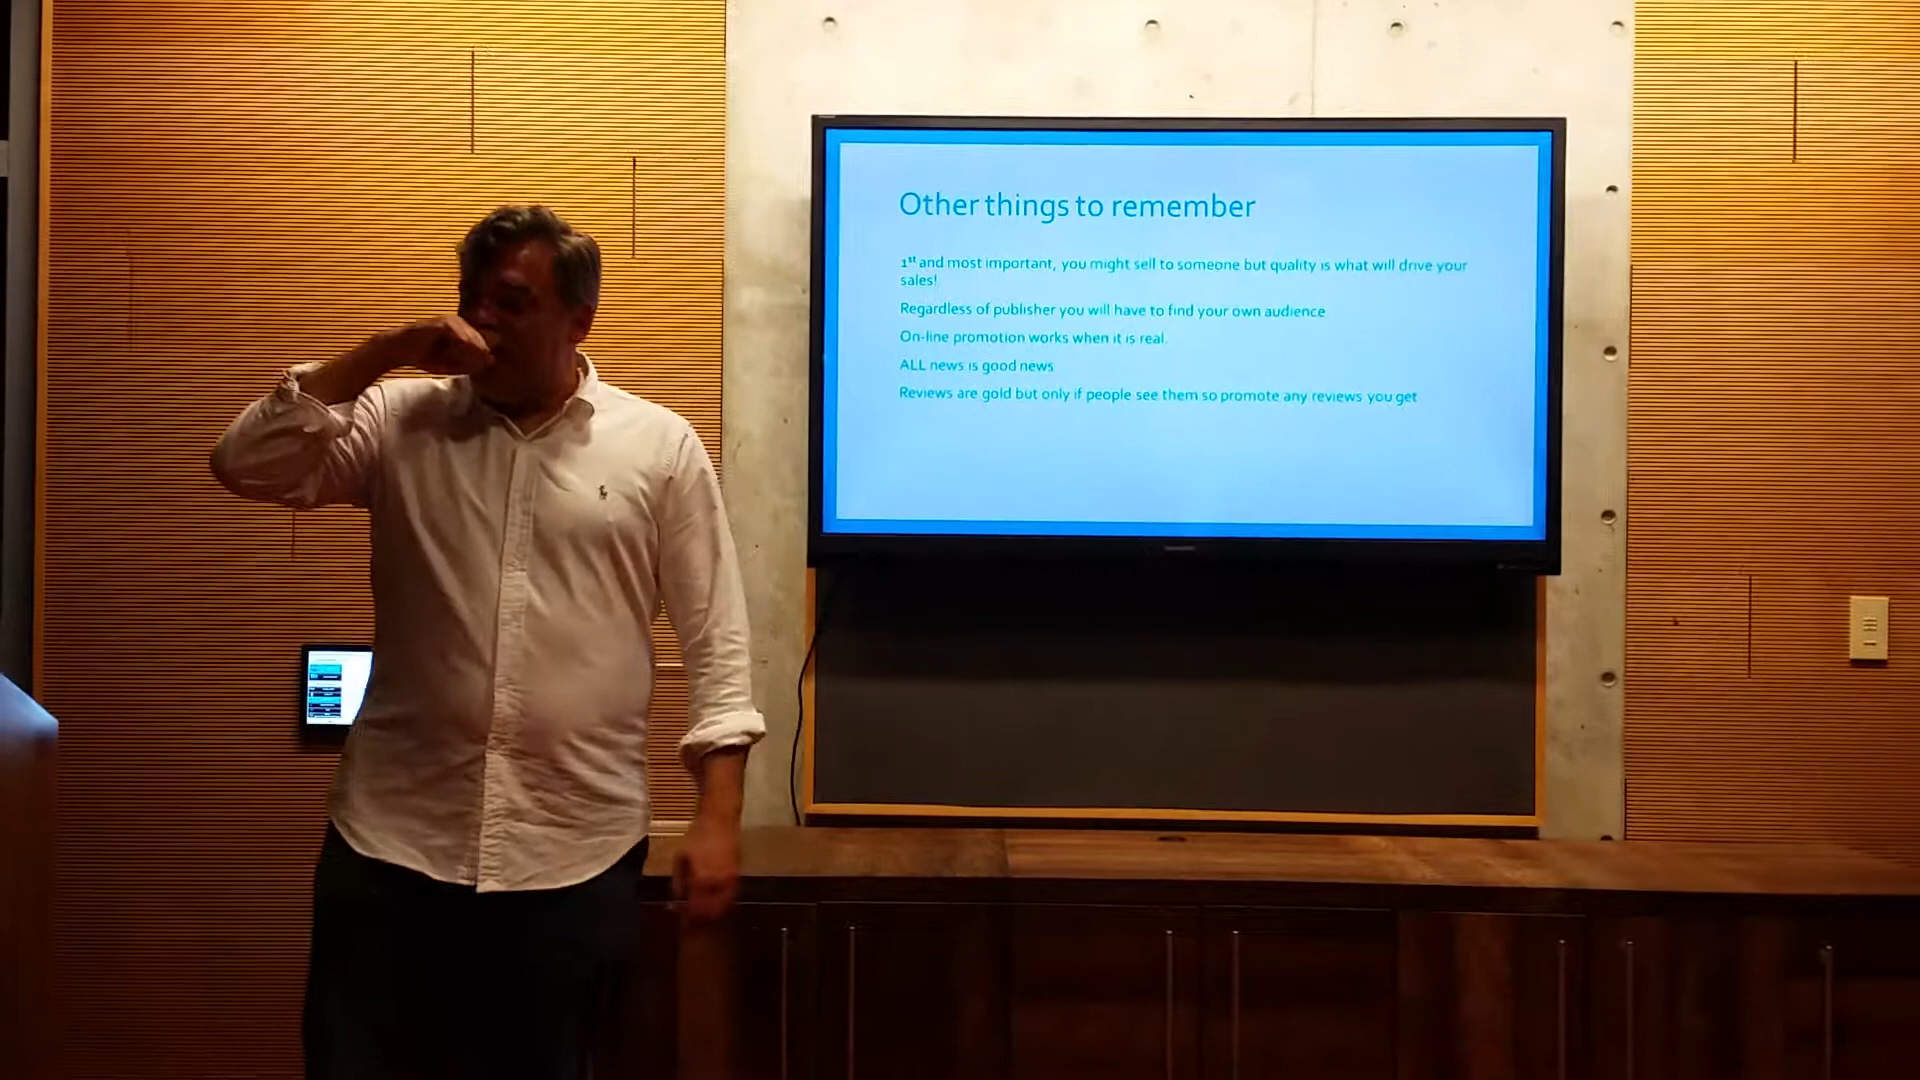 Other things to remember
1st and most important, you might sell to someone but quality is what will drive your
sales!
Regardless of publisher you will have to find your own audience
On-line promotion works when it is real.
ALL news is good news
Reviews are gold but only if people see them so promote any reviews you get